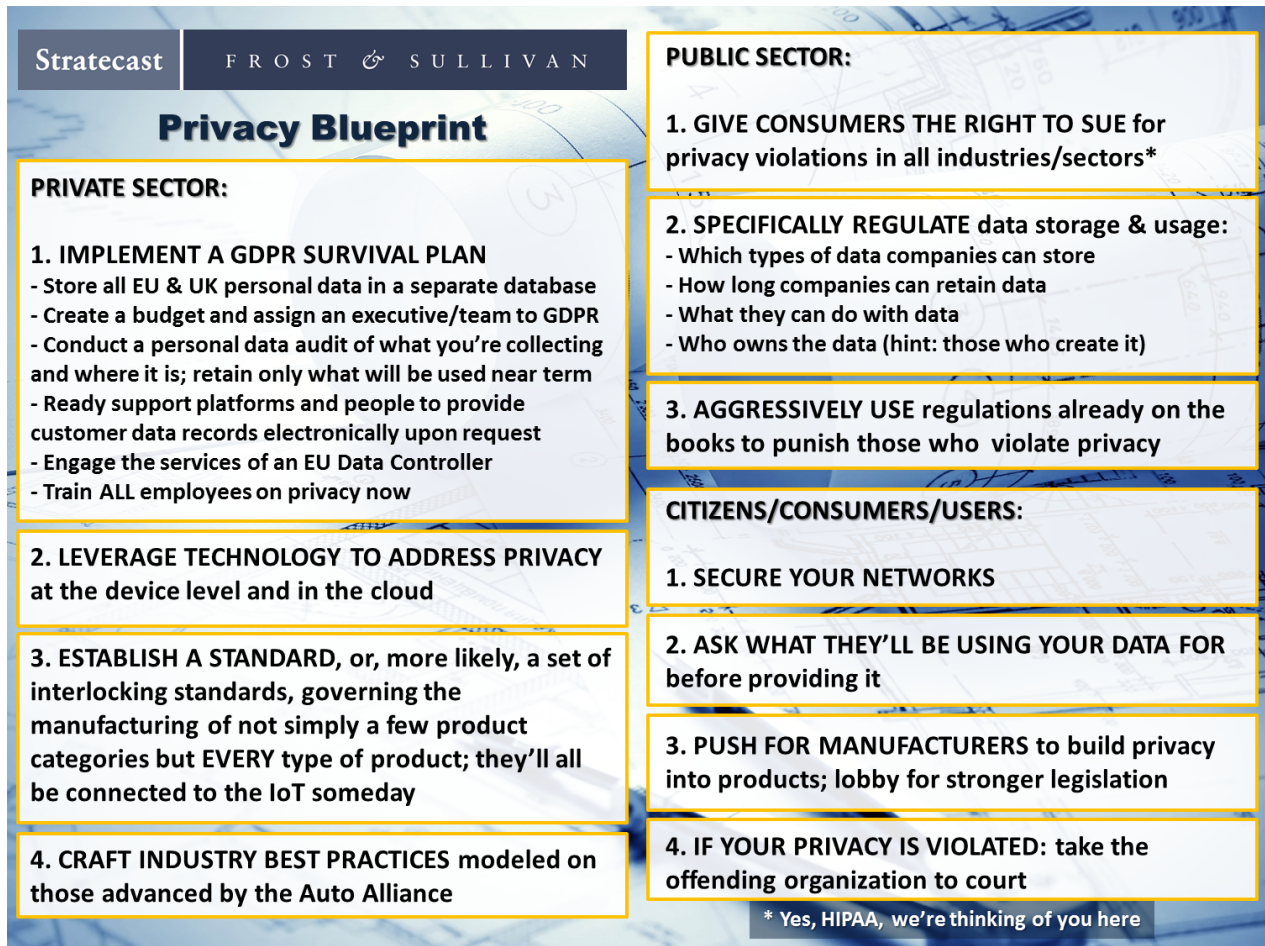 Stratecast
FROST & SULLIVAN
Privacy Blueprint
PRIVATE SECTOR:
1. IMPLEMENT A GDPR SURVIVAL PLAN
- Store all EU & UK personal data in a separate database
- Create a budget and assign an executive/team to GDPR
- Conduct a personal data audit of what you're collecting
and where it is; retain only what will be used near term
- Ready support platforms and people to provide
customer data records electronically upon request
- Engage the services of an EU Data Controller
- Train ALL employees on privacy now
2. LEVERAGE TECHNOLOGY TO ADDRESS PRIVACY
at the device level and in the cloud
3. ESTABLISH A STANDARD, or, more likely, a set of
interlocking standards, governing the
manufacturing of not simply a few product
categories but EVERY type of product; they'll all
be connected to the IoT someday
4. CRAFT INDUSTRY BEST PRACTICES modeled on
those advanced by the Auto Alliance
PUBLIC SECTOR:
1. GIVE CONSUMERS THE RIGHT TO SUE for
privacy violations in all industries/sectors*
2. SPECIFICALLY REGULATE data storage & usage:
- Which types of data companies can store
- How long companies can retain data
- What they can do with data
- Who owns the data (hint: those who create it)
3. AGGRESSIVELY USE regulations already on the
books to punish those who violate privacy
CITIZENS/CONSUMERS/USERS:
1. SECURE YOUR NETWORKS
2. ASK WHAT THEY'LL BE USING YOUR DATA FOR
before providing it
3. PUSH FOR MANUFACTURERS to build privacy
into products; lobby for stronger legislation
4. IF YOUR PRIVACY IS VIOLATED: take the
offending organization to court
* Yes, HIPAA, we're thinking of you here